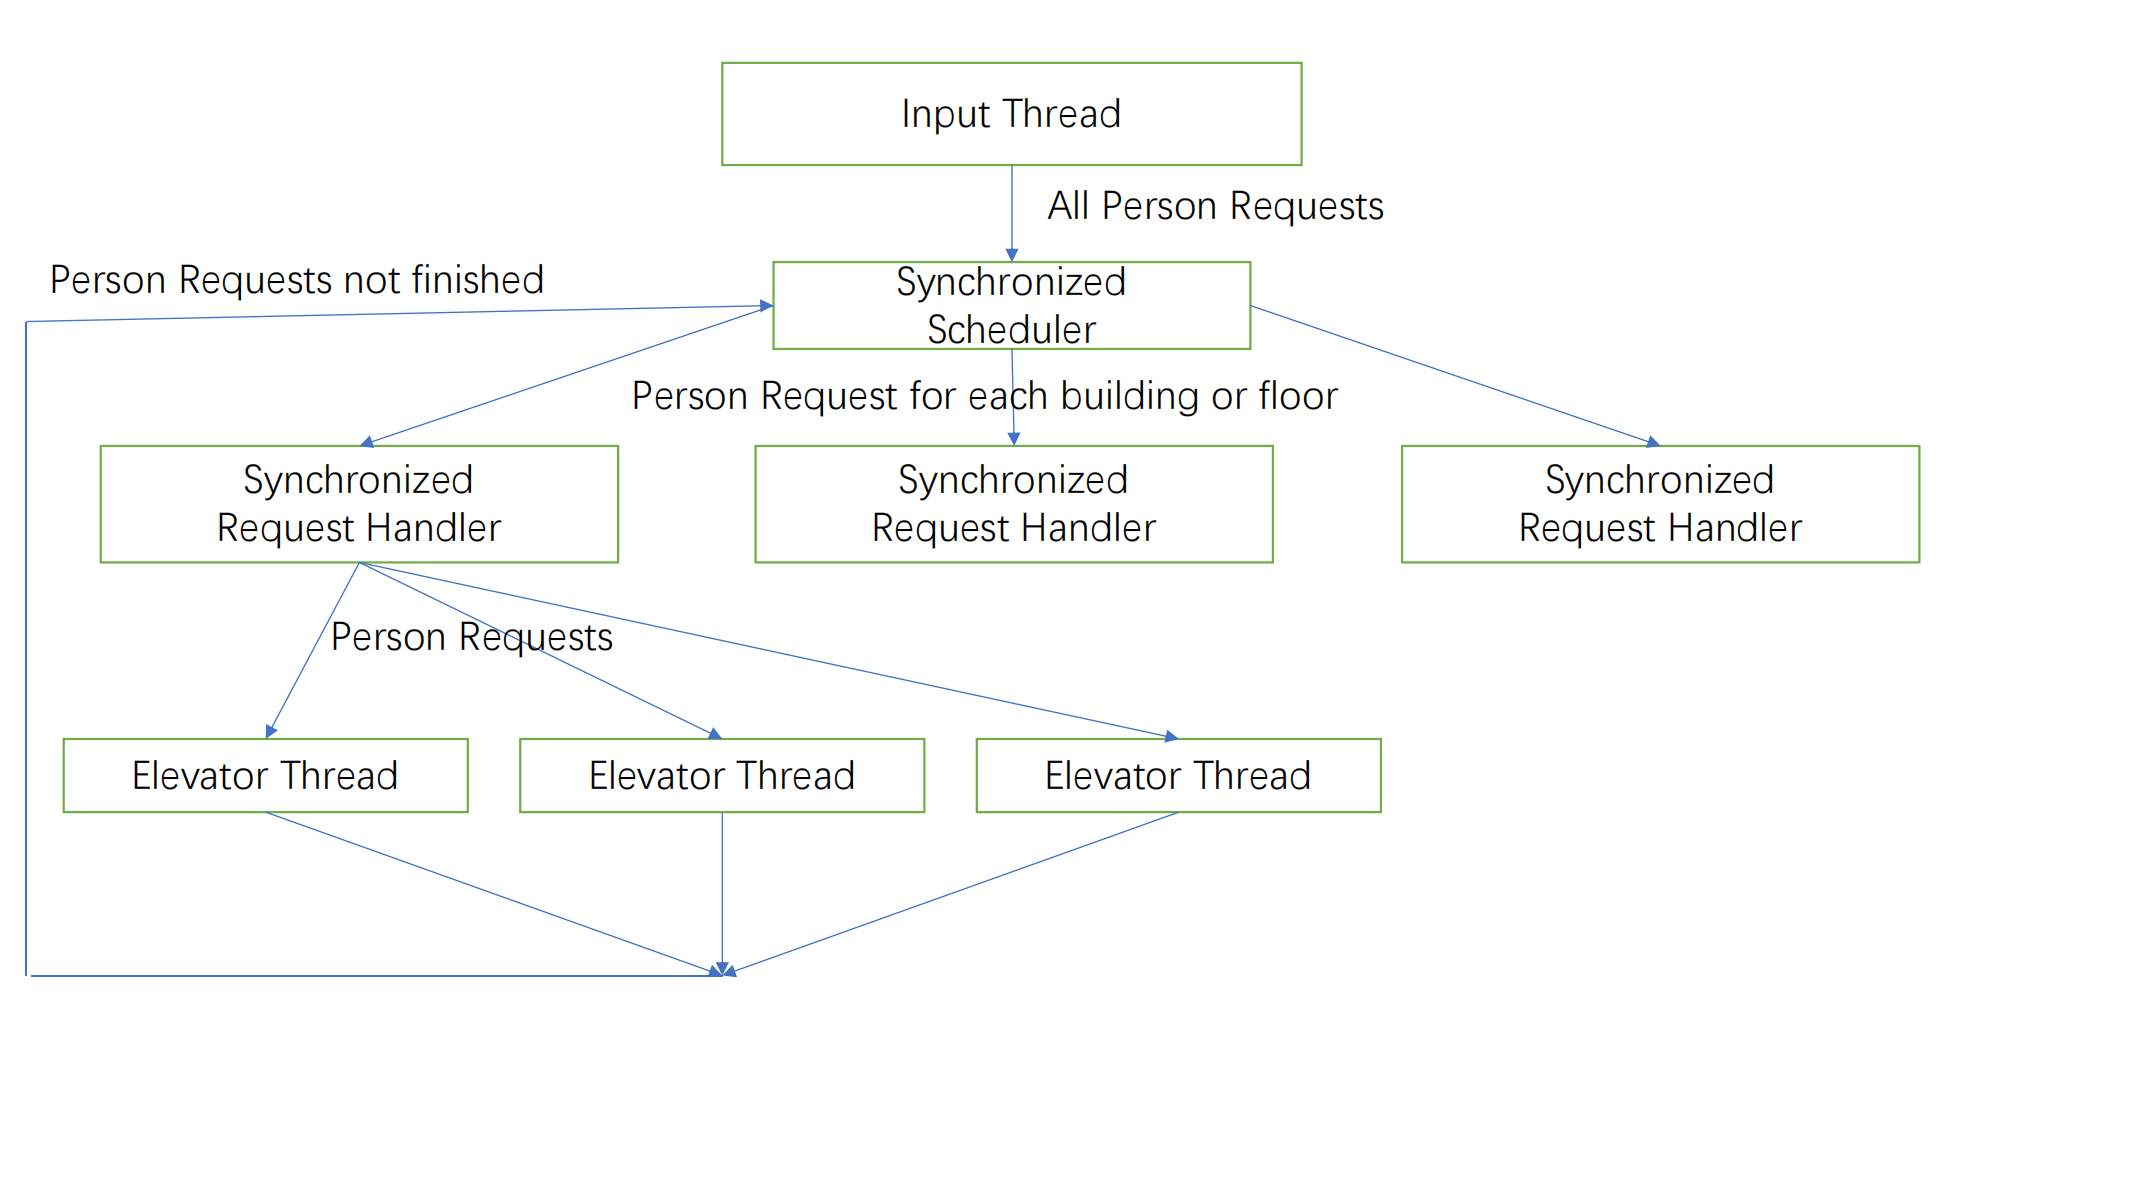 Input Thread
All Person Requests
Person Requests not finished
Synchronized
Scheduler
Person Request for each building or floor
Synchronized
Request Handler
Synchronized
Request Handler
Synchronized
Request Handler
Person Requests
Elevator Thread
Elevator Thread
Elevator Thread